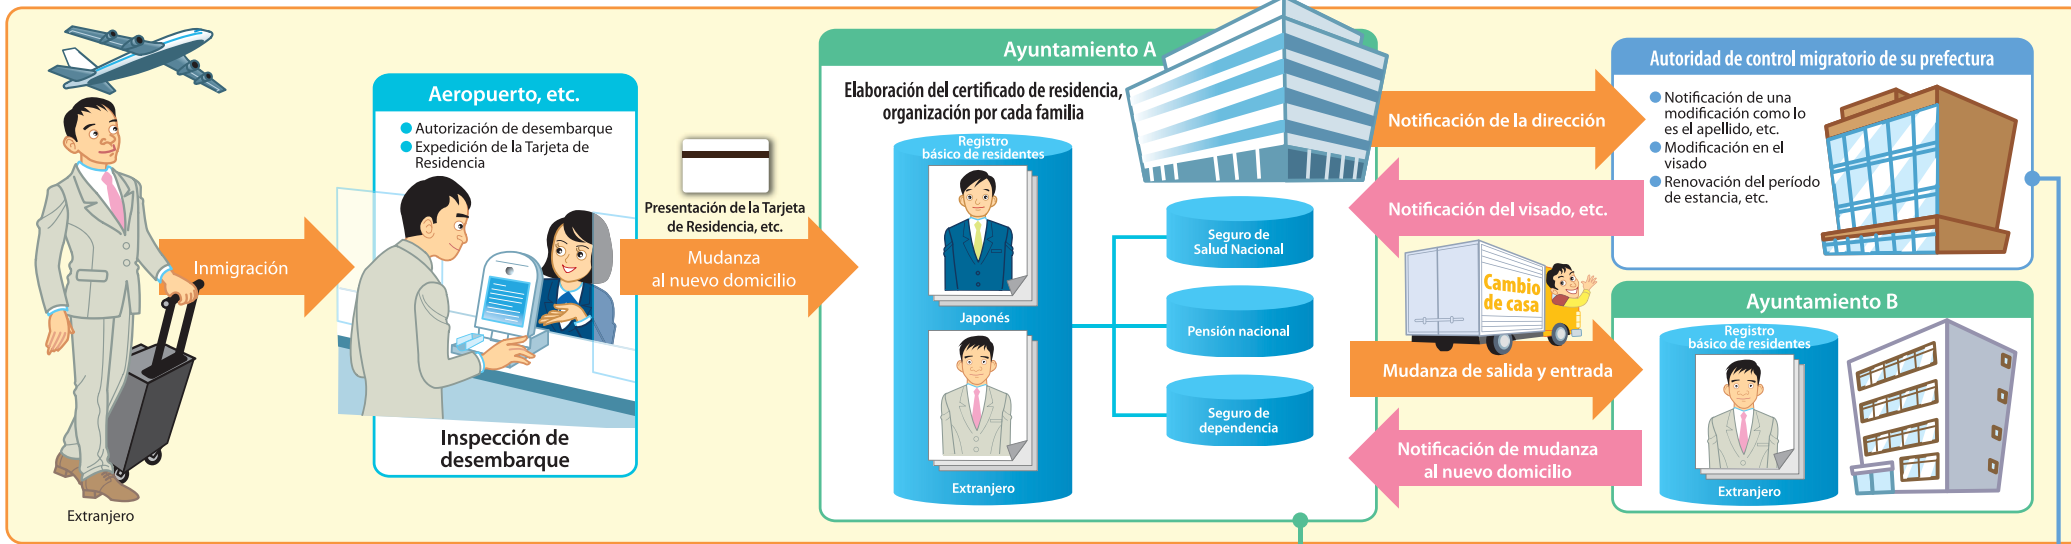 Extranjero
Inmigración
Aeropuerto, etc.
● Autorización de desembarque
● Expedición de la Tarjeta de
Residencia
Inspección de
desembarque
Presentación de la Tarjeta
de Residencia, etc.
Mudanza
al nuevo domicilio
Ayuntamiento A
Elaboración del certificado de residencia,
organización por cada familia
Registro
básico de residentes
Japonés
Extranjero
Seguro de
Salud Nacional
Pensión nacional
Seguro de
dependencia
Notificación de la dirección
Notificación del visado, etc.
Cambio
de casa
Mudanza de salida y entrada
Notificación de mudanza
al nuevo domicilio
Autoridad de control migratorio de su prefectura
● Notificación de una
modificación como lo
es el apellido, etc.
● Modificación en el
visado
● Renovación del período
de estancia, etc.
Ayuntamiento B
Registro
básico de residentes
Extranjero